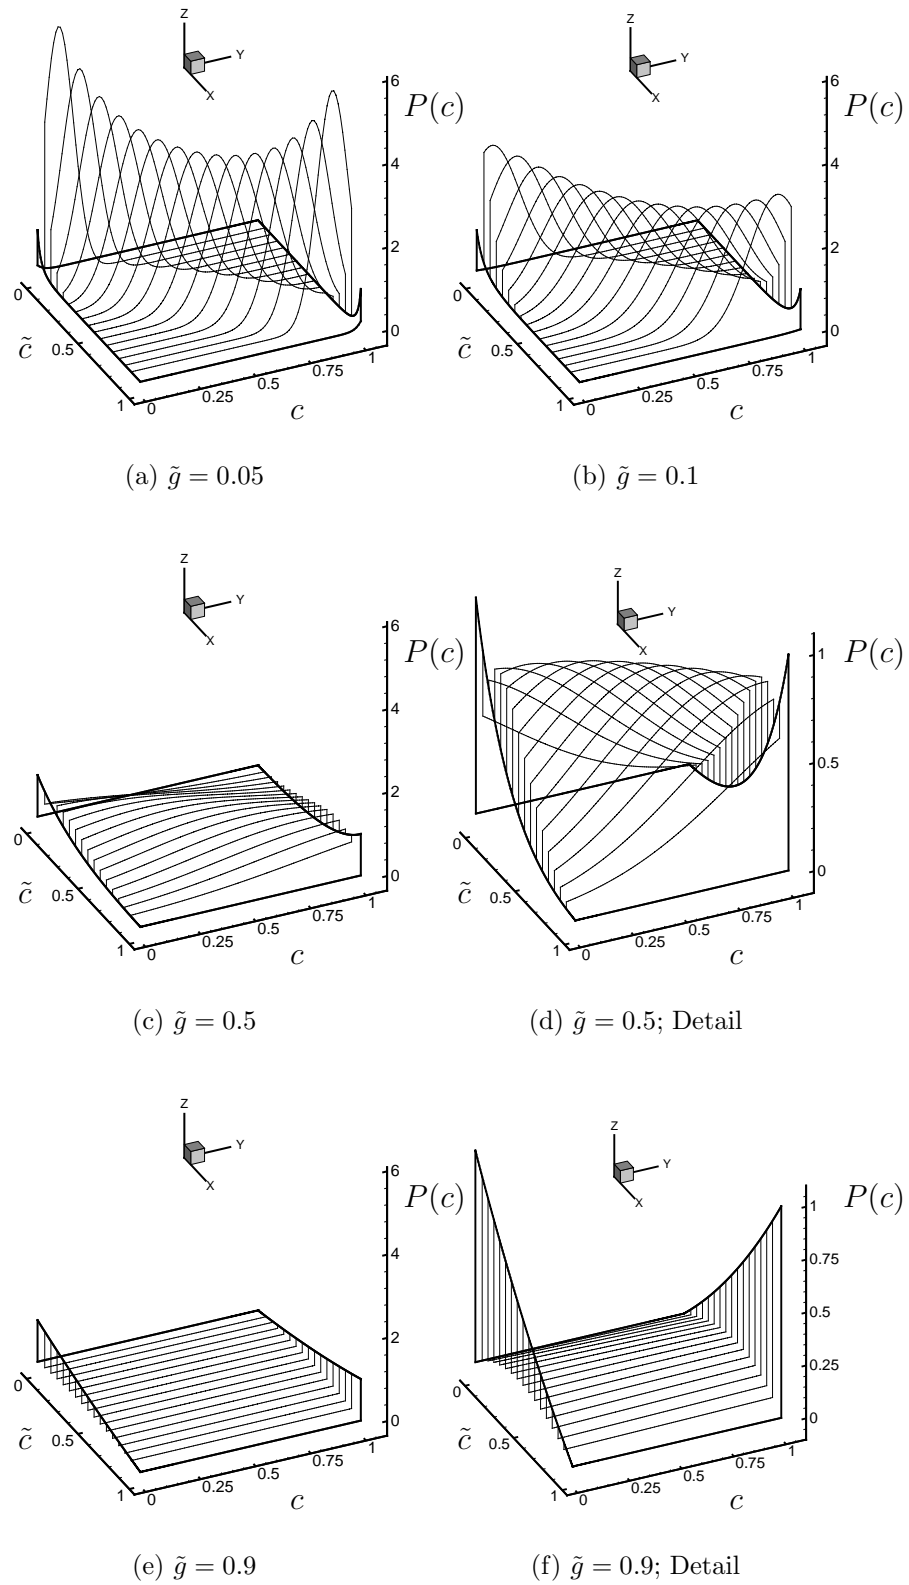 Z
Y
X
6
P(c)
4
2
0
0
0.5
1
c̃
0
0.25
0.5
0.75
1
c
Z
Y
X
6
P(c)
4
2
0
0
0.5
1
c̃
0
0.25
0.5
0.75
1
c
(a) g̃ = 0.05
(b) g̃ = 0.1
Z
Y
X
6
P(c)
4
2
0
0
0.5
1
c̃
0
0.25
0.5
0.75
1
c
Z
Y
X
1
P(c)
0.5
0
0
0.5
1
c̃
0
0.25
0.5
0.75
1
c
(c) g̃ = 0.5
(d) g̃ = 0.5; Detail
Z
Y
X
6
P(c)
4
2
0
0
0.5
1
c̃
0
0.25
0.5
0.75
1
c
Z
Y
X
1
P(c)
0.75
0.5
0.25
0
0
0.5
1
c̃
0
0.25
0.5
0.75
1
c
(e) g̃ = 0.9
(f) g̃ = 0.9; Detail